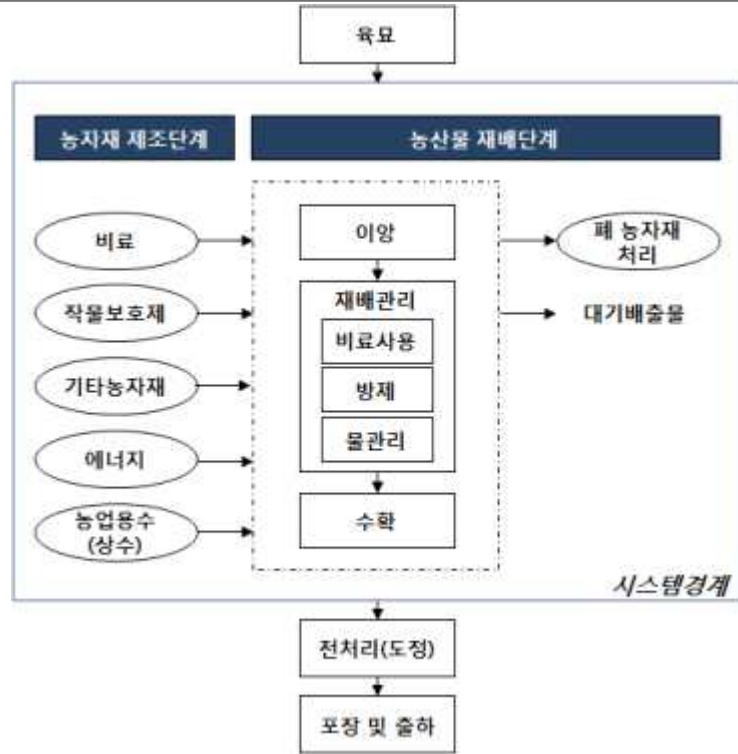 육묘
농자재 제조단계
농산물 재배단계
비료
작물보호제
기타농자재
에너지
농업용수
(상수)
이앙
재배관리
비료사용
방제
물관리
수확
폐 농자재
처리
대기배출물
시스템경계
전처리(도정)
포장 및 출하